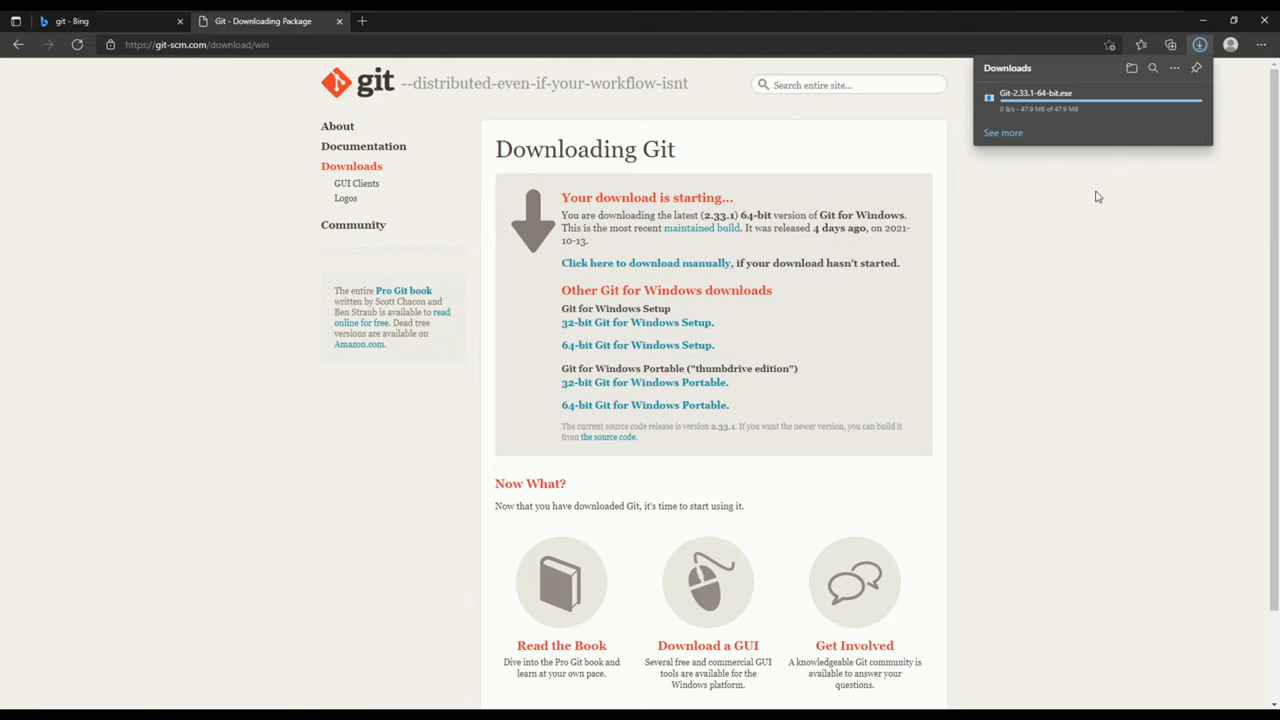 git - Bing
Git - Downloading Package
https://git-scm.com/download/win
Downloads
Git-2.33.1-64-bit.exe
0 B/s - 47.9 MB of 47.9 MB
See more
git --distributed-even-if-your-workflow-isnt
Search entire site...
About
Documentation
Downloads
GUI Clients
Logos
Community
The entire Pro Git book
written by Scott Chacon and
Ben Straub is available to read
online for free. Dead tree
versions are available on
Amazon.com.
Downloading Git
Your download is starting...
You are downloading the latest (2.33.1) 64-bit version of Git for Windows.
This is the most recent maintained build. It was released 4 days ago, on 2021-
10-13.
Click here to download manually, if your download hasn't started.
Other Git for Windows downloads
Git for Windows Setup
32-bit Git for Windows Setup.
64-bit Git for Windows Setup.
Git for Windows Portable ("thumbdrive edition")
32-bit Git for Windows Portable.
64-bit Git for Windows Portable.
The current source code release is version 2.33.1. If you want the newer version, you can build it
from the source code.
Now What?
Now that you have downloaded Git, it's time to start using it.
Read the Book
Dive into the Pro Git book and
learn at your own pace.
Download a GUI
Several free and commercial GUI
tools are available for the
Windows platform.
Get Involved
A knowledgeable Git community is
available to answer your
questions.